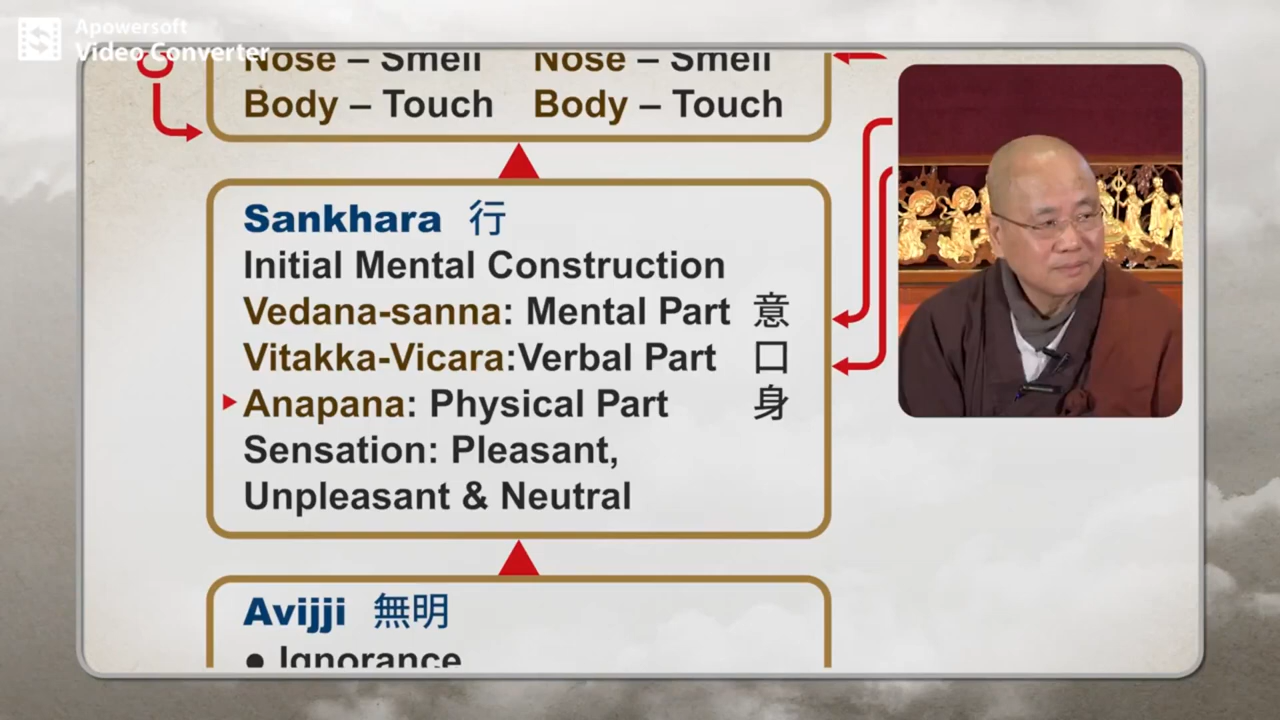 Apowersoft
Video Converter
Nose – Smell Nose – Smell
Body – Touch Body – Touch
Sankhara 行
Initial Mental Construction
Vedana-sanna: Mental Part 意
Vitakka-Vicara:Verbal Part 口
Anapana: Physical Part 身
Sensation: Pleasant,
Unpleasant & Neutral
Avijji 無明
● Ignorance